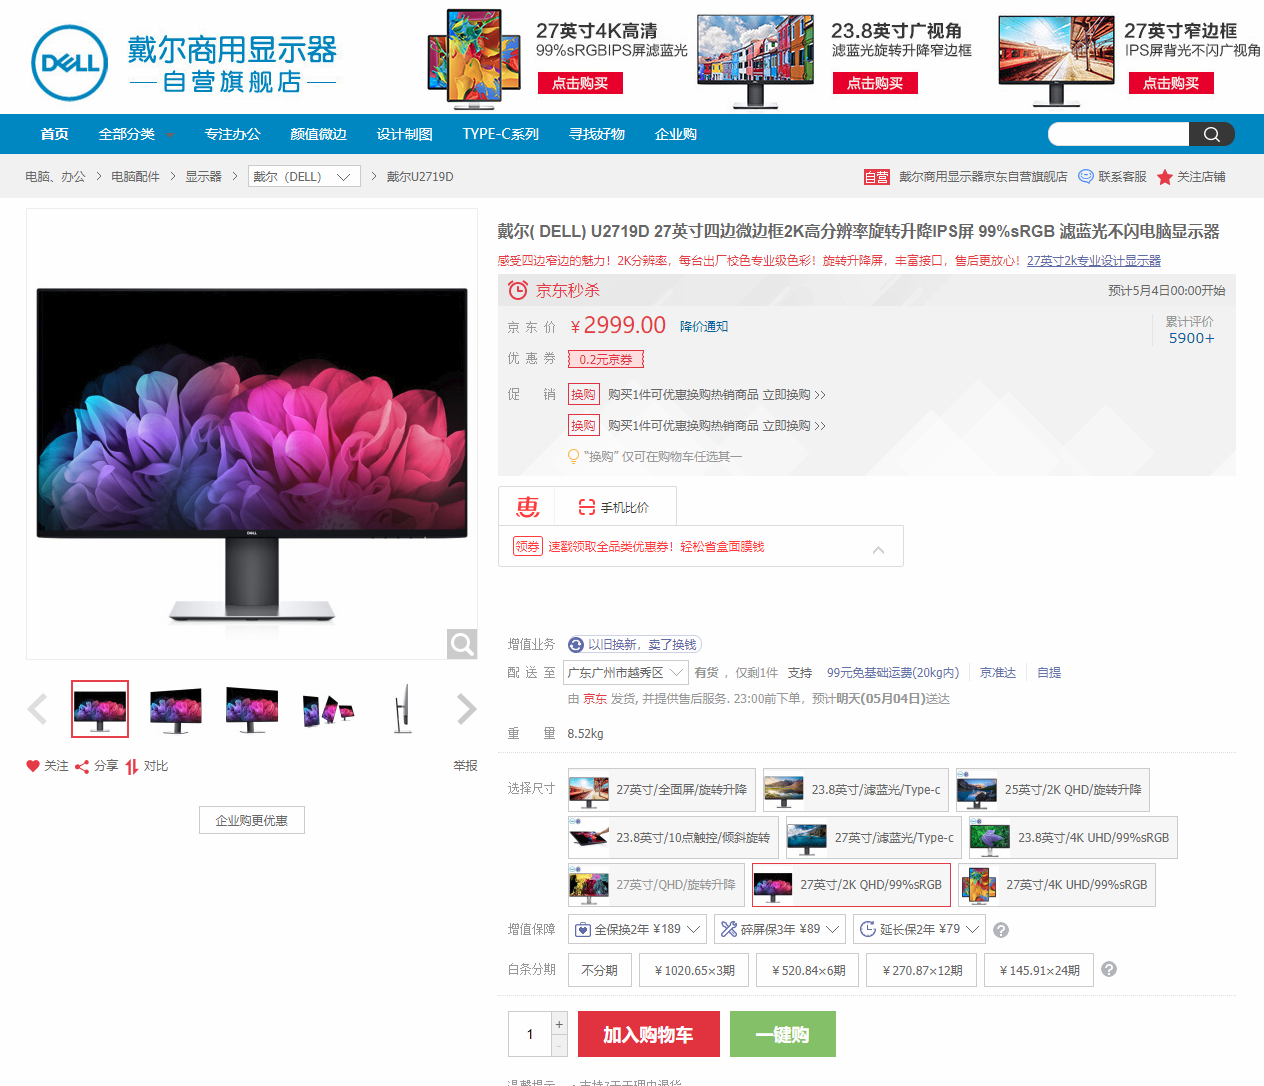 DELL
戴尔商用显示器
自营旗舰店
27英寸4K高清
99%sRGBIPS屏滤蓝光
点击购买
23.8英寸广视角
滤蓝光旋转升降窄边框
点击购买
27英寸窄边框
IPS屏背光不闪广视角
点击购买
首页 全部分类 专注办公 颜值微边 设计制图 TYPE-C系列 寻找好物 企业购
电脑、办公 > 电脑配件 > 显示器 > 戴尔（DELL） > 戴尔U2719D
自营 戴尔商用显示器京东自营旗舰店 联系客服 关注店铺
戴尔( DELL) U2719D 27英寸四边微边框2K高分辨率旋转升降IPS屏 99%sRGB 滤蓝光不闪电脑显示器
感受四边窄边的魅力！2K分辨率，每台出厂校色专业级色彩！旋转升降屏，丰富接口，售后更放心！27英寸2k专业设计显示器
京东秒杀 预计5月4日00:00开始
京东价 ￥2999.00 降价通知
累计评价
5900+
优惠券 0.2元京券
促销 换购 购买1件可优惠换购热销商品 立即换购 >>
换购 购买1件可优惠换购热销商品 立即换购 >>
“换购” 仅可在购物车任选其一
惠 手机比价
领券 速戳领取全品类优惠券！轻松省盒面膜钱
增值业务 以旧换新，卖了换钱
配送至 广东广州市越秀区 有货 ，仅剩1件 支持 99元免基础运费(20kg内) 京准达 自提
由 京东 发货, 并提供售后服务. 23:00前下单，预计明天(05月04日)送达
重量 8.52kg
关注 分享 对比 举报
企业购更优惠
选择尺寸 27英寸/全面屏/旋转升降 23.8英寸/滤蓝光/Type-c 25英寸/2K QHD/旋转升降
23.8英寸/10点触控/倾斜旋转 27英寸/滤蓝光/Type-c 23.8英寸/4K UHD/99%sRGB
27英寸/QHD/旋转升降 27英寸/2K QHD/99%sRGB 27英寸/4K UHD/99%sRGB
增值保障 全保换2年 ¥189 碎屏保3年 ¥89 延长保2年 ¥79 ?
白条分期 不分期 ￥1020.65×3期 ￥520.84×6期 ￥270.87×12期 ￥145.91×24期 ?
1 + - 加入购物车 一键购
温馨提示 ·支持7天无理由退货